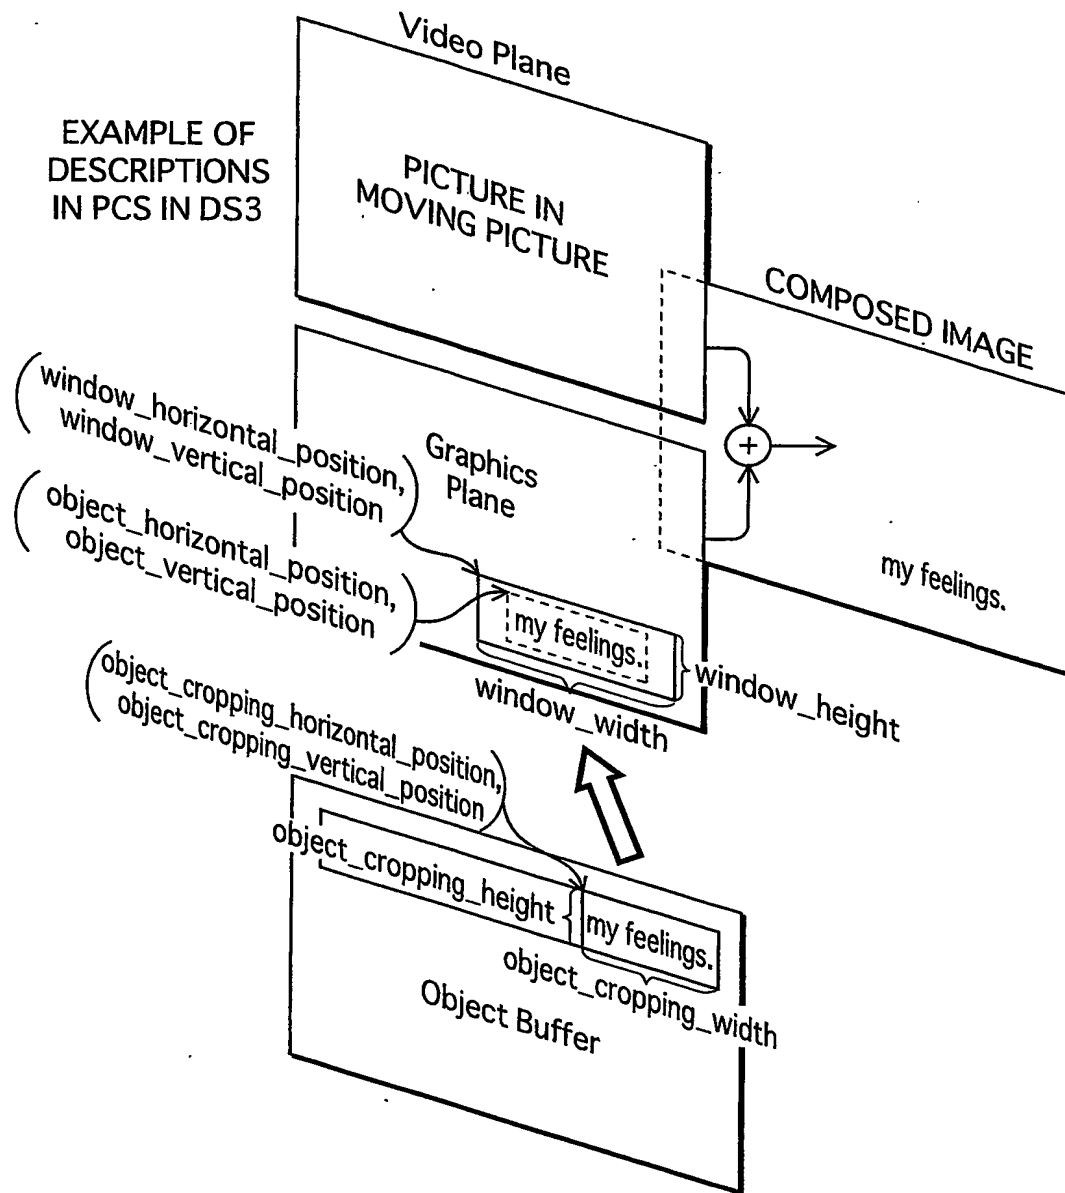 Video Plane
EXAMPLE OF
DESCRIPTIONS
IN PCS IN DS3
PICTURE IN
MOVING PICTURE
COMPOSED IMAGE
(window_horizontal_position,
window_vertical_position)
Graphics
Plane
+
(object_horizontal_position,
object_vertical_position)
my feelings.
my feelings.
window_height
window_width
(object_cropping_horizontal_position,
object_cropping_vertical_position)
object_cropping_height
my feelings.
object_cropping_width
Object Buffer